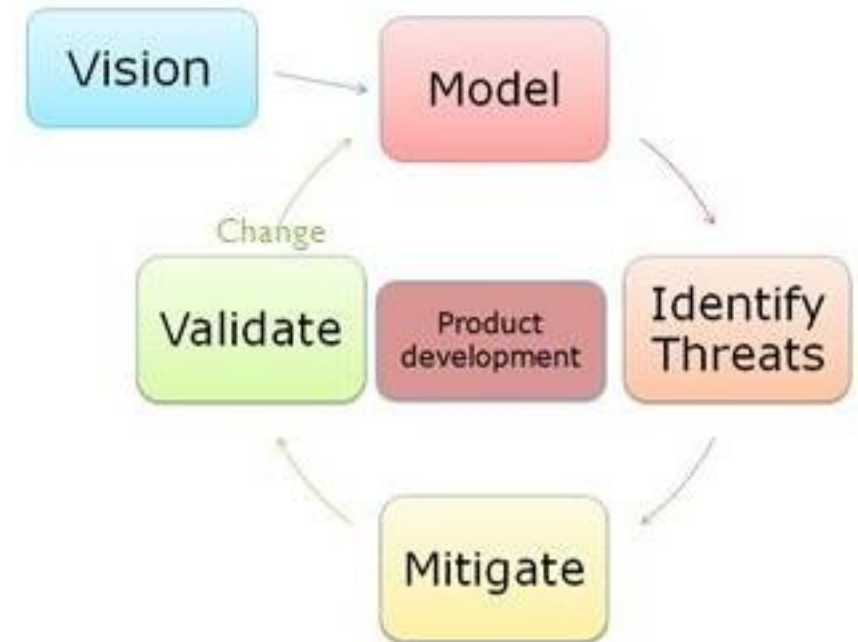 Vision
Model
Change
Validate
Product
development
Identify
Threats
Mitigate